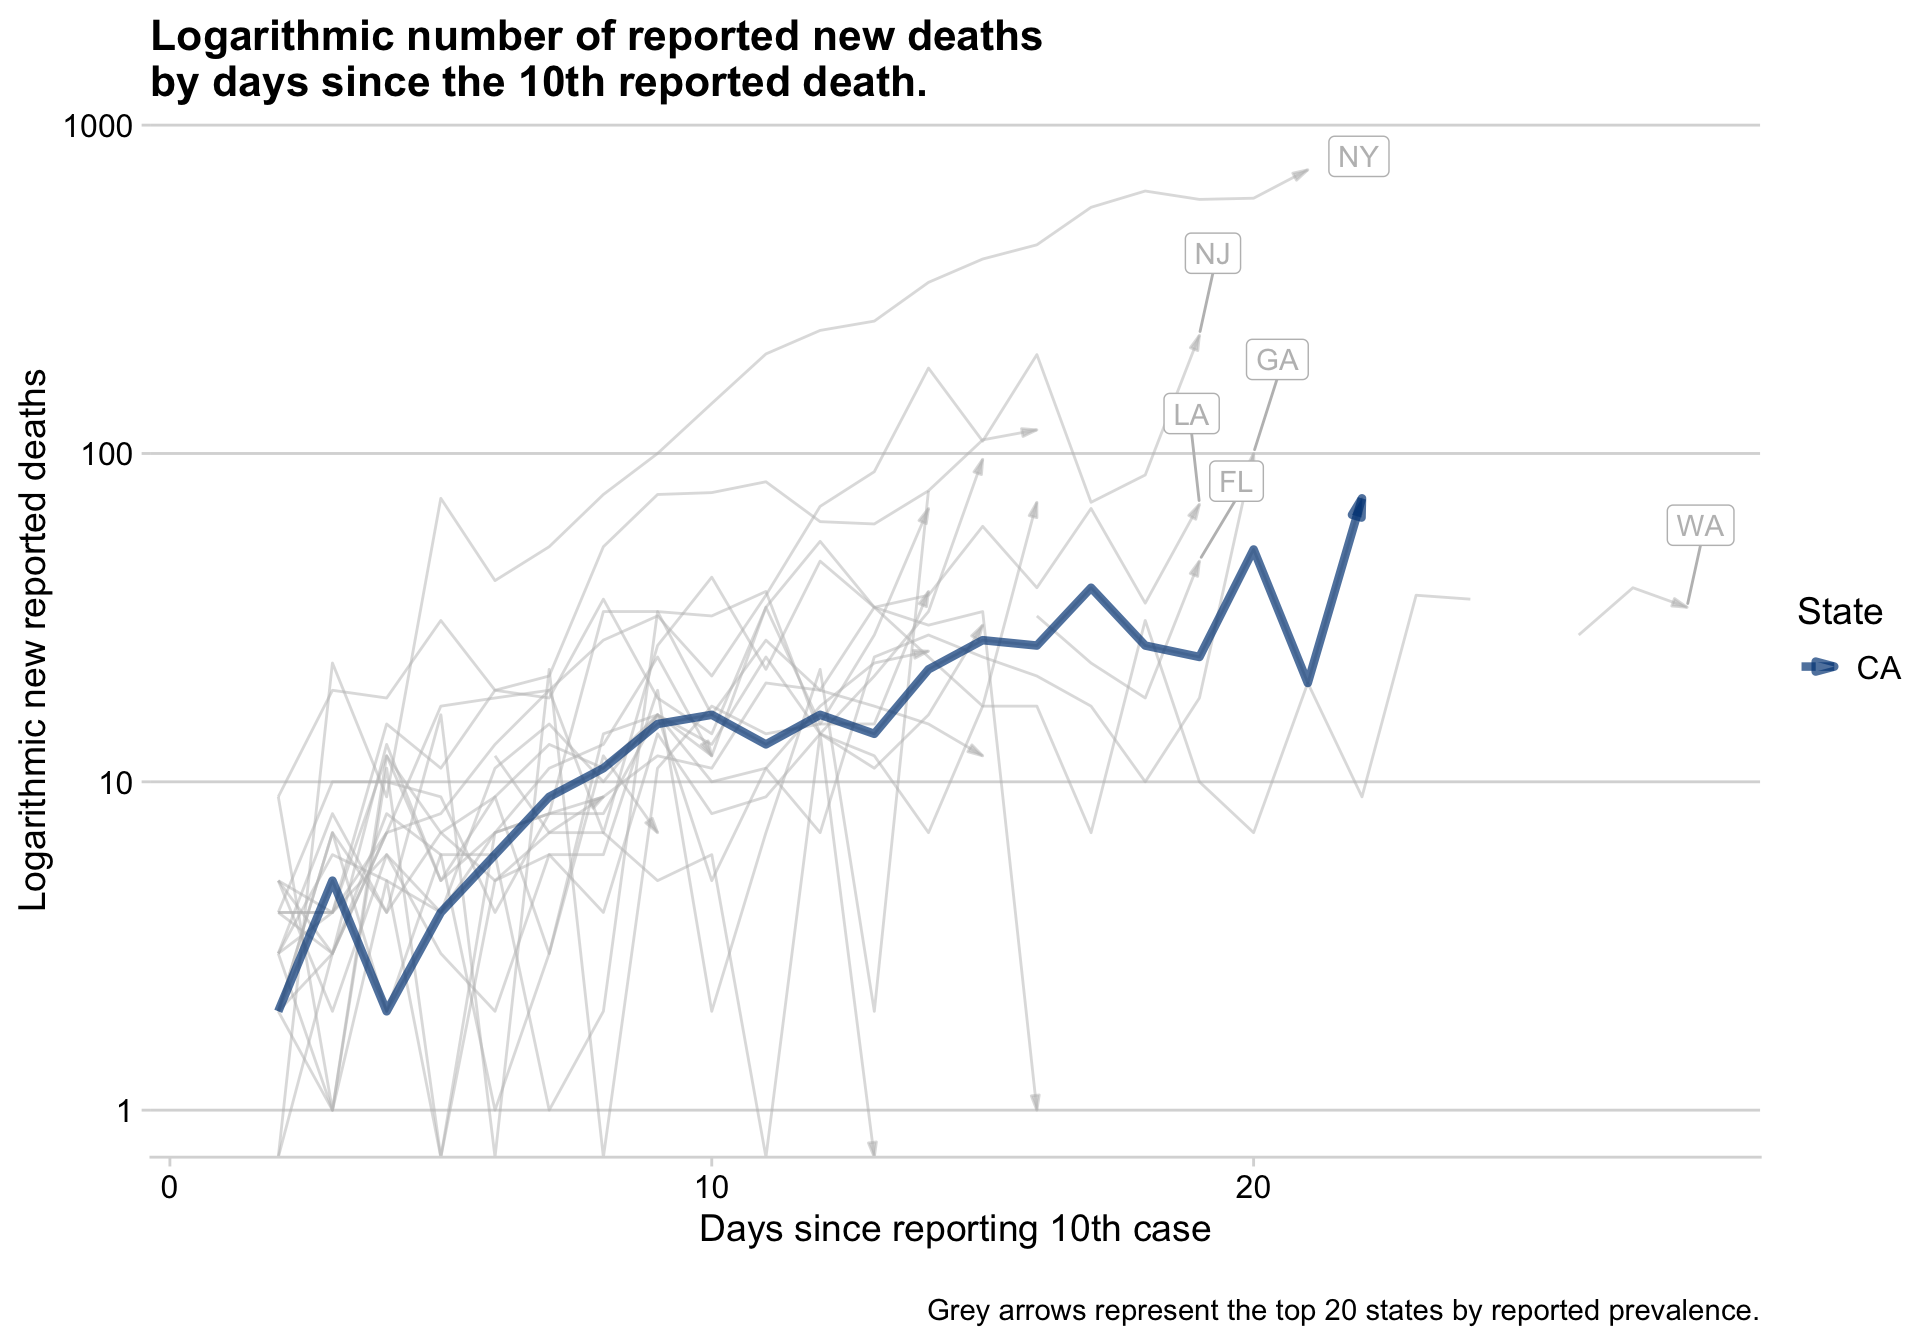 Logarithmic number of reported new deaths
by days since the 10th reported death.
1000
100
10
1
Logarithmic new reported deaths
NY
NJ
GA
LA
FL
WA
State
CA
0
10
20
Days since reporting 10th case
Grey arrows represent the top 20 states by reported prevalence.